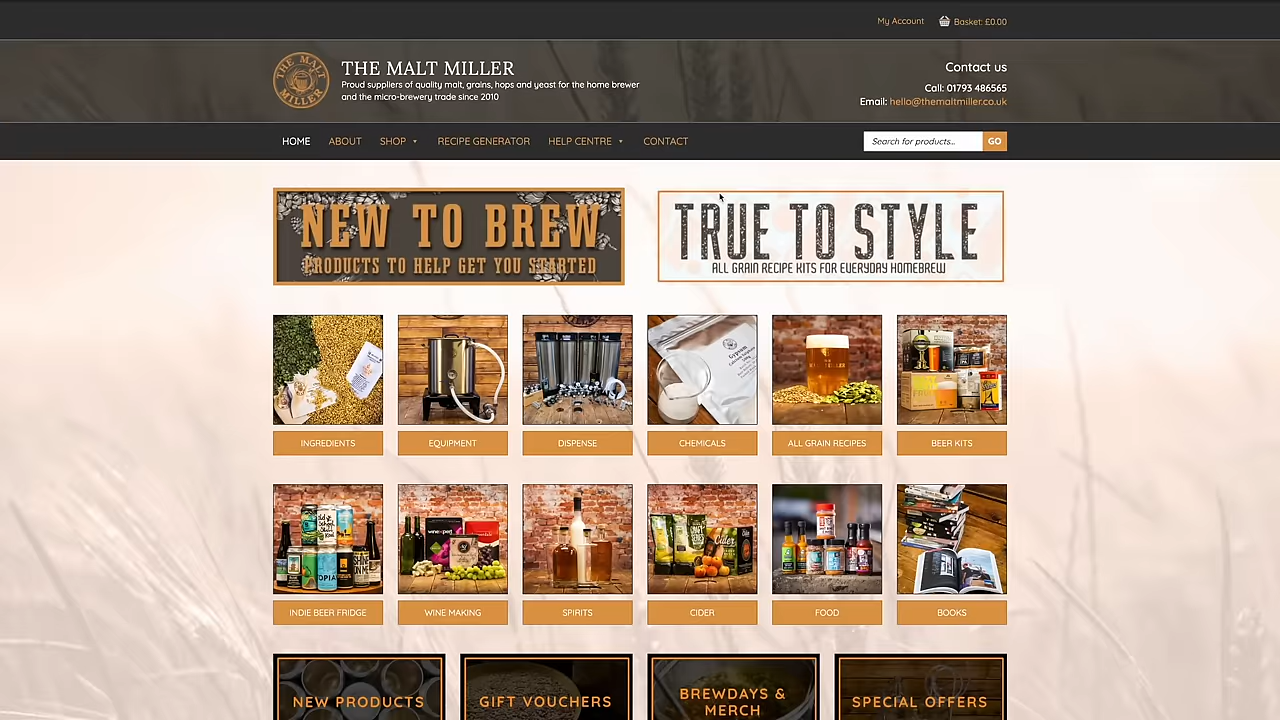 My Account
Basket: £0.00
THE MALT MILLER
THE MALT MILLER
Proud suppliers of quality malt, grains, hops and yeast for the home brewer
and the micro-brewery trade since 2010
Contact us
Call: 01793 486565
Email: hello@themaltmiller.co.uk
HOME
ABOUT
SHOP
RECIPE GENERATOR
HELP CENTRE
CONTACT
Search for products...
GO
NEW TO BREW
PRODUCTS TO HELP GET YOU STARTED
TRUE TO STYLE
ALL GRAIN RECIPE KITS FOR EVERYDAY HOMEBREW
Gypsum
INGREDIENTS
EQUIPMENT
DISPENSE
CHEMICALS
ALL GRAIN RECIPES
BEER KITS
Cider
INDIE BEER FRIDGE
WINE MAKING
SPIRITS
CIDER
FOOD
BOOKS
NEW PRODUCTS
GIFT VOUCHERS
BREWDAYS &
MERCH
SPECIAL OFFERS